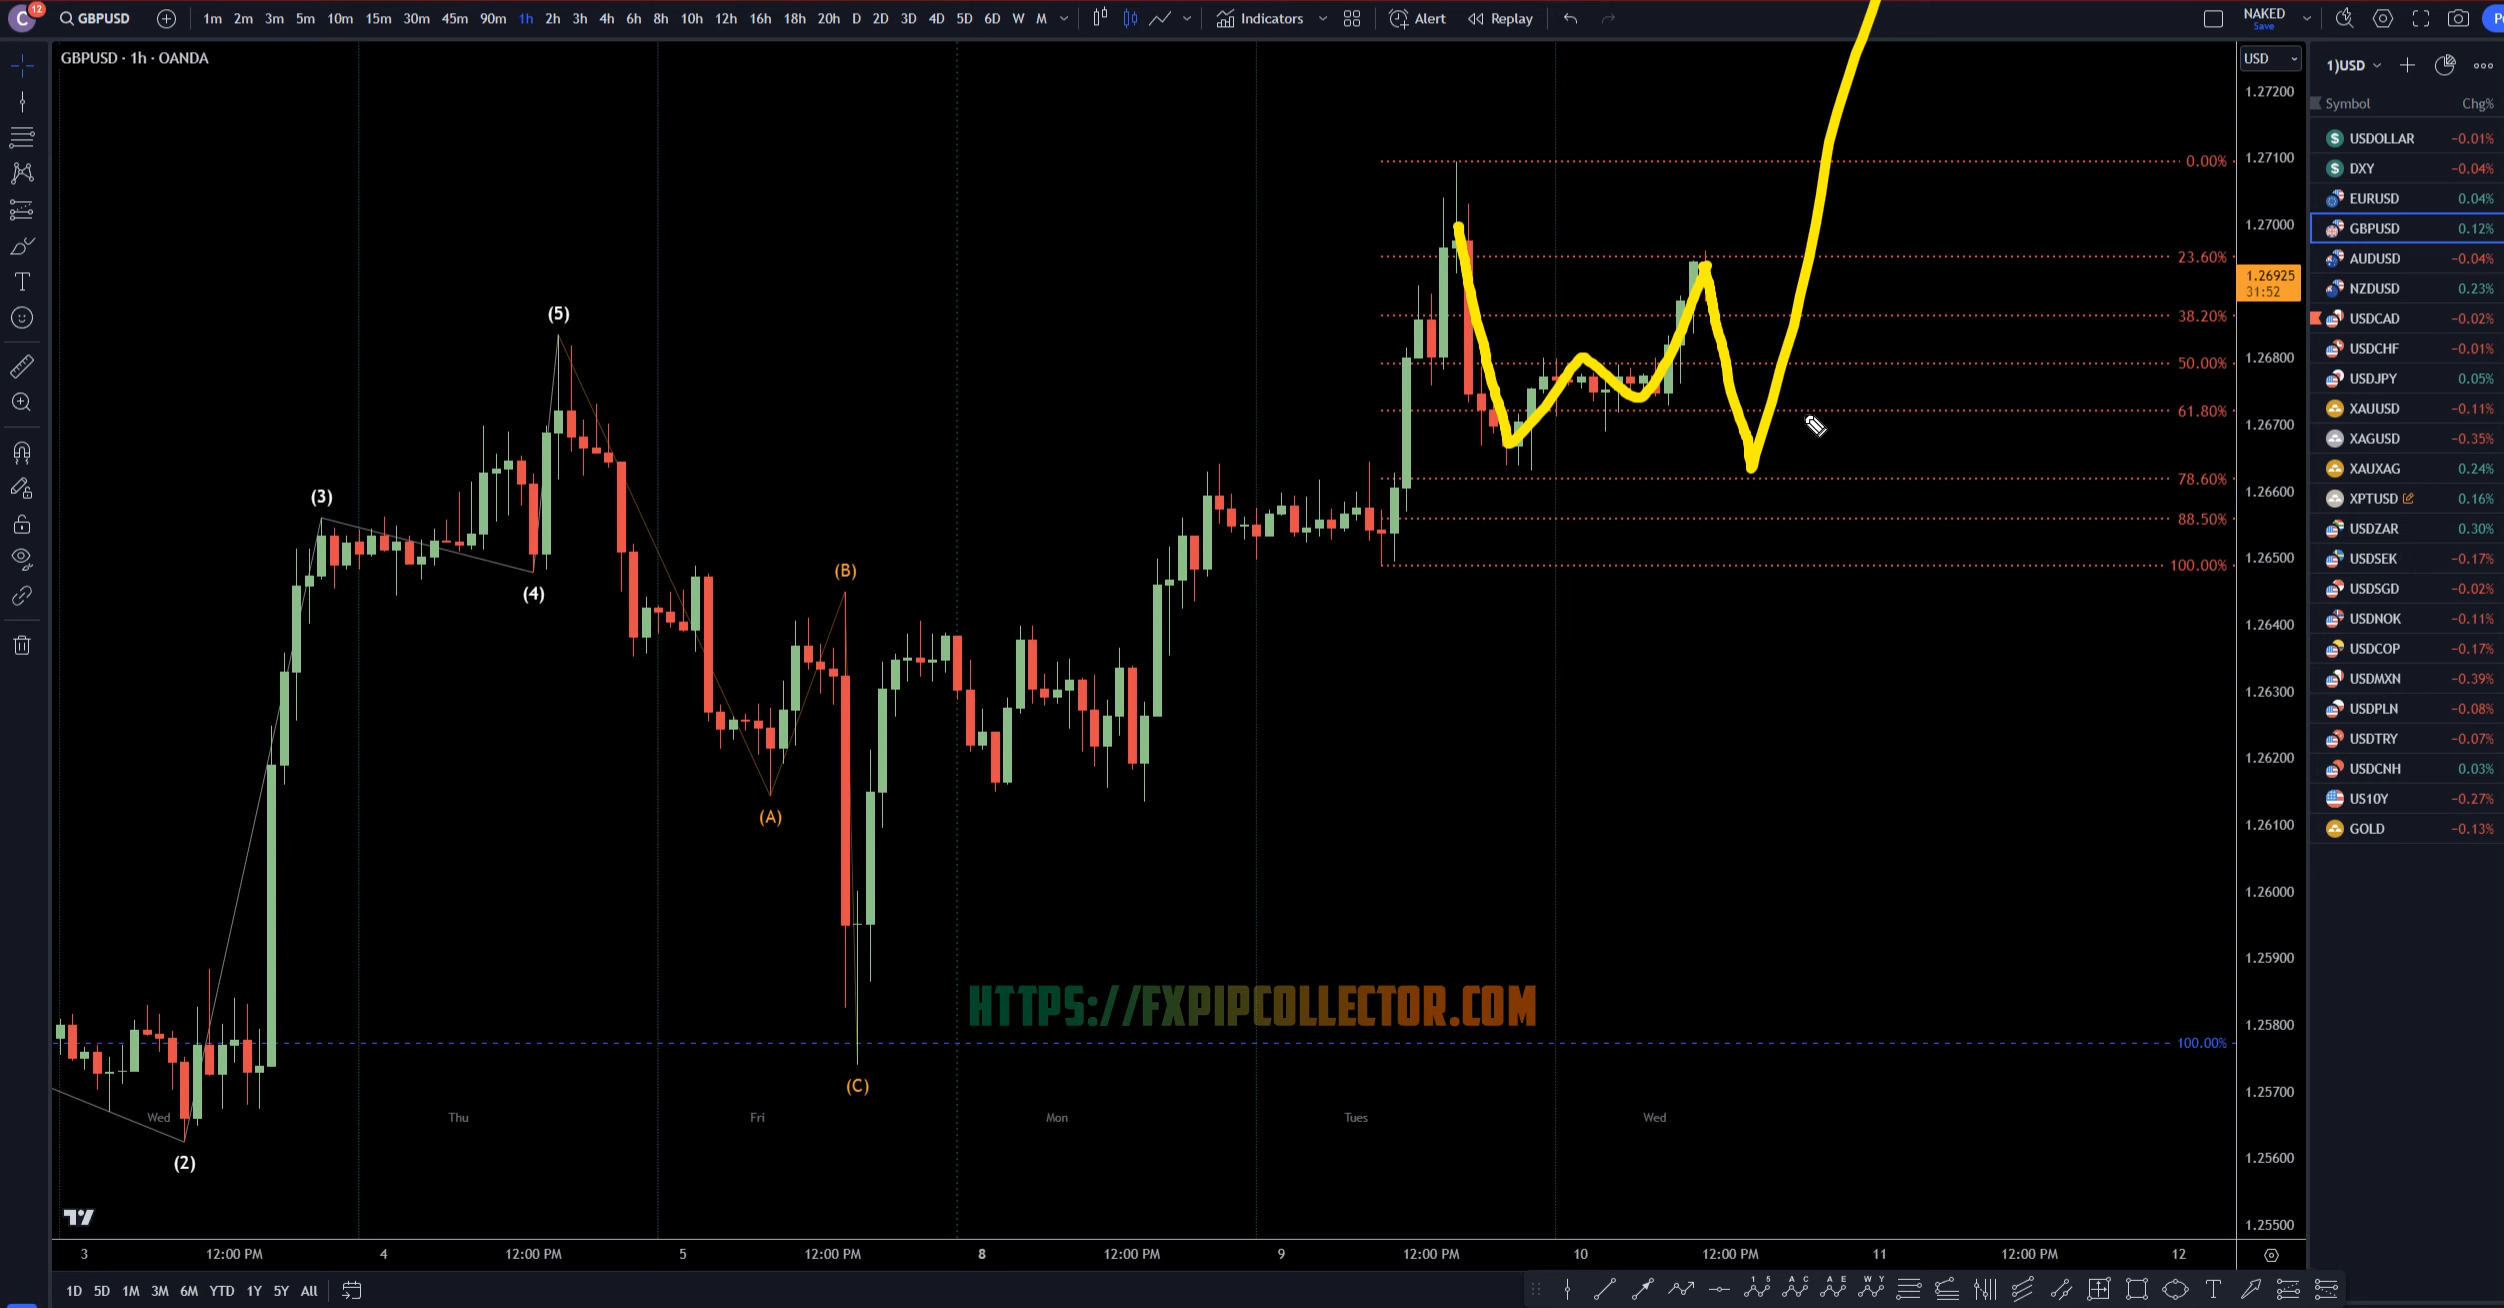 C 12 GBPUSD 1m 2m 3m 5m 10m 15m 30m 45m 90m 1h 2h 3h 4h 6h 8h 10h 12h 16h 18h 20h D 2D 3D 4D 5D 6D W M Indicators Alert Replay NAKED
Save
GBPUSD · 1h · OANDA
USD
1)USD
Symbol Chg%
USDOLLAR −0.01%
DXY −0.04%
EURUSD 0.04%
GBPUSD 0.12%
AUDUSD −0.04%
NZDUSD 0.23%
USDCAD −0.02%
USDCHF −0.01%
USDJPY 0.05%
XAUUSD −0.11%
XAGUSD −0.35%
XAUXAG 0.24%
XPTUSD 0.16%
USDZAR 0.30%
USDSEK −0.17%
USDSGD −0.02%
USDNOK −0.11%
USDCOP −0.17%
USDMXN −0.39%
USDPLN −0.08%
USDTRY −0.07%
USDCNH 0.03%
US10Y −0.27%
GOLD −0.13%
1.27200
1.27100
1.27000
1.26925
31:52
1.26800
1.26700
1.26600
1.26500
1.26400
1.26300
1.26200
1.26100
1.26000
1.25900
1.25800
1.25700
1.25600
1.25500
0.00%
23.60%
38.20%
50.00%
61.80%
78.60%
88.50%
100.00%
100.00%
(5)
(3)
(4)
(B)
(A)
(C)
(2)
HTTPS://FXPIPCOLLECTOR.COM
Wed Thu Fri Mon Tues Wed
3 12:00 PM 4 12:00 PM 5 12:00 PM 8 12:00 PM 9 12:00 PM 10 12:00 PM 11 12:00 PM 12
1D 5D 1M 3M 6M YTD 1Y 5Y All